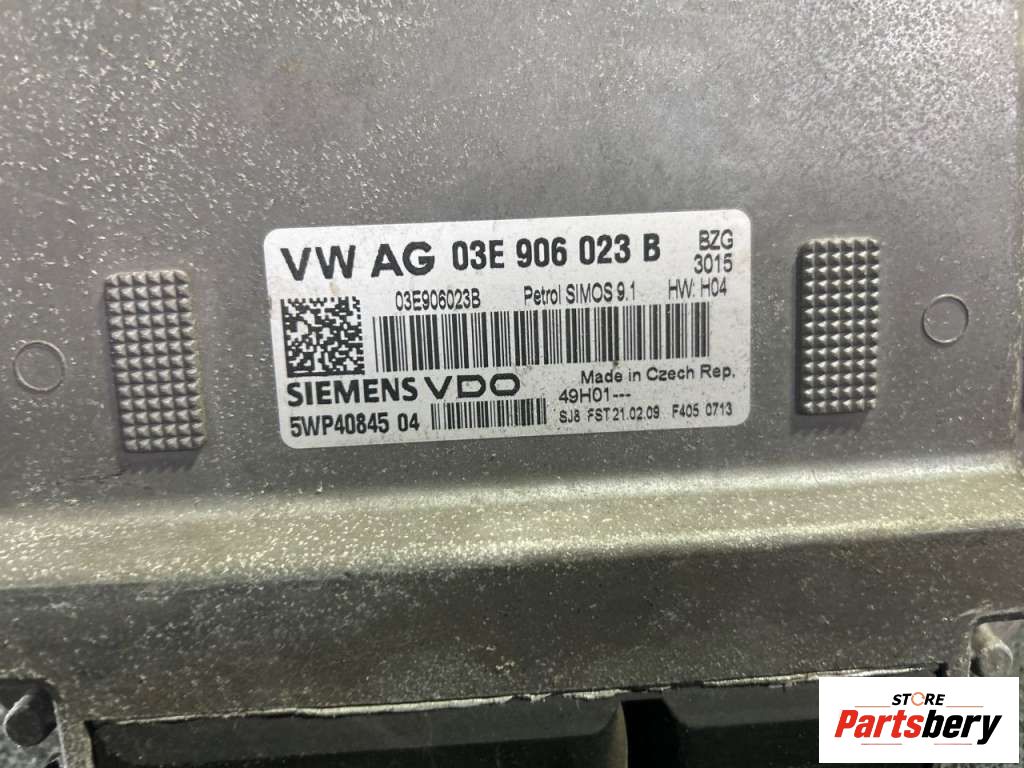 VW AG 03E 906 023 B BZG
3015
03E906023B Petrol SIMOS 9.1 HW: H04
SIEMENS VDO Made in Czech Rep.
49H01---
5WP40845 04 SJ8 FST 21.02.09 F405 0713
STORE
Partsbery